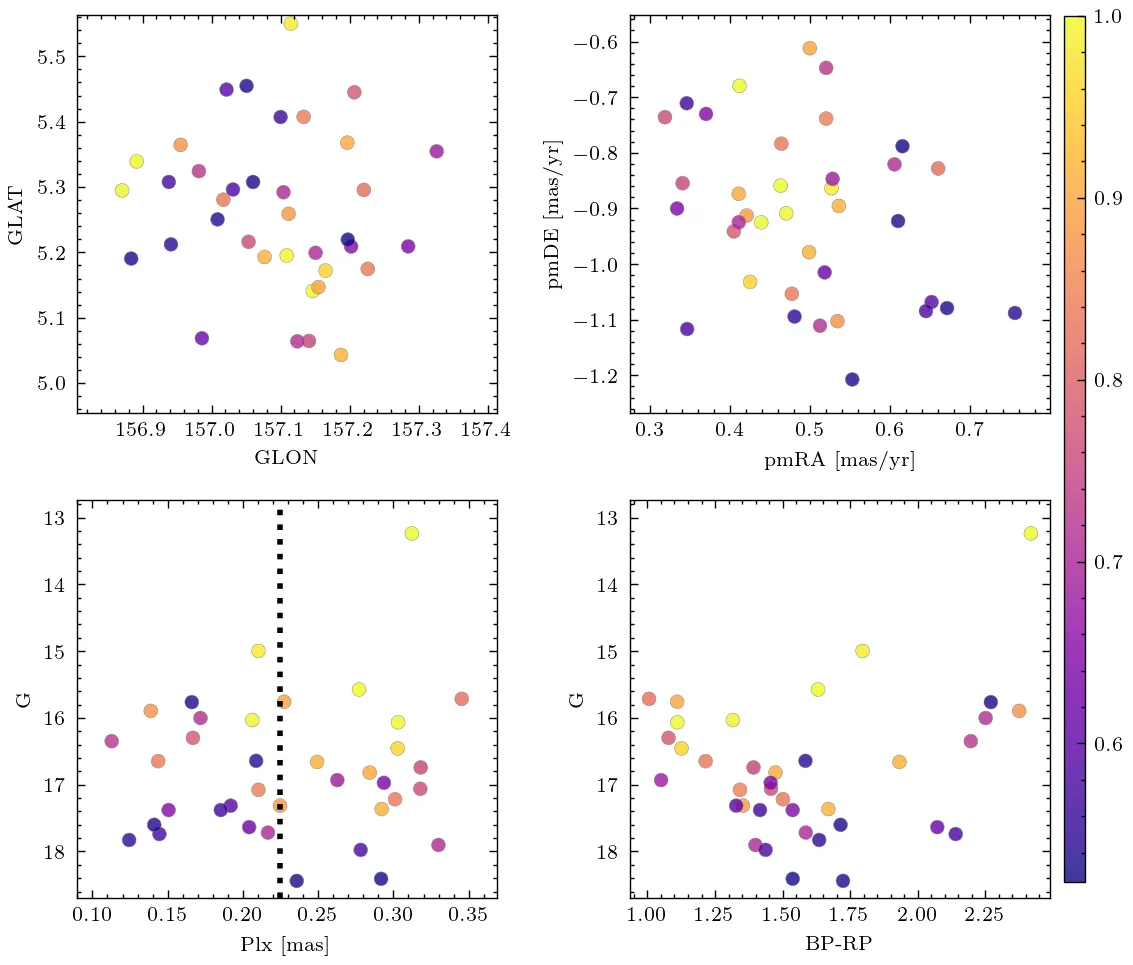 5.5
5.4
5.3
5.2
5.1
5.0
GLAT
156.9 157.0 157.1 157.2 157.3 157.4
GLON
−0.6
−0.7
−0.8
−0.9
−1.0
−1.1
−1.2
pmDE [mas/yr]
0.3 0.4 0.5 0.6 0.7
pmRA [mas/yr]
1.0
0.9
0.8
0.7
0.6
13
14
15
16
17
18
G
0.10 0.15 0.20 0.25 0.30 0.35
Plx [mas]
13
14
15
16
17
18
G
1.00 1.25 1.50 1.75 2.00 2.25
BP-RP